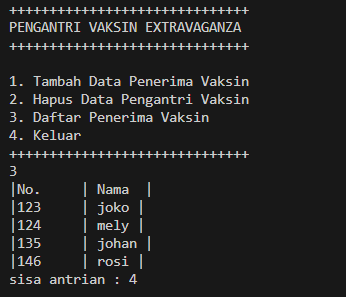 ++++++++++++++++++++++++++++++
PENGANTRI VAKSIN EXTRAVAGANZA
++++++++++++++++++++++++++++++
1. Tambah Data Penerima Vaksin
2. Hapus Data Pengantri Vaksin
3. Daftar Penerima Vaksin
4. Keluar
++++++++++++++++++++++++++++++
3
|No.     | Nama  |
|123     | joko |
|124     | mely |
|135     | johan |
|146     | rosi |
sisa antrian : 4